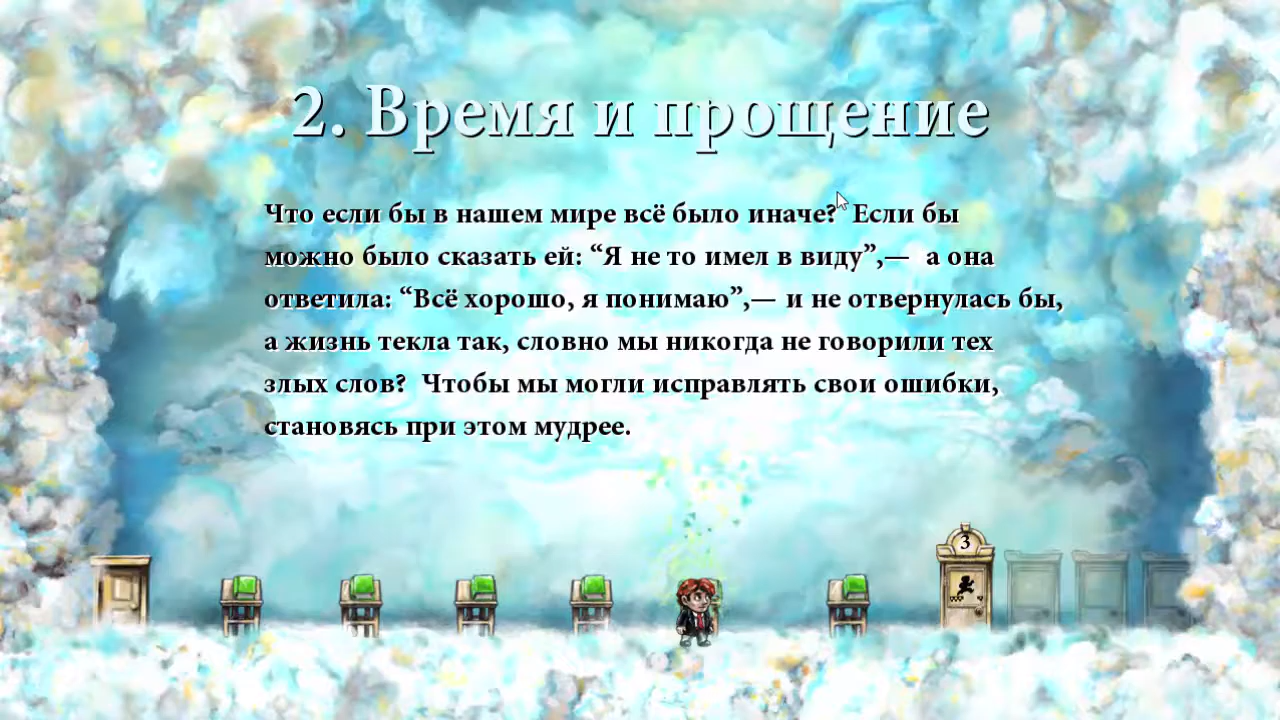 2. Время и прощение
Что если бы в нашем мире всё было иначе?  Если бы
можно было сказать ей: “Я не то имел в виду”,—  а она
ответила: “Всё хорошо, я понимаю”,— и не отвернулась бы,
а жизнь текла так, словно мы никогда не говорили тех
злых слов?  Чтобы мы могли исправлять свои ошибки,
становясь при этом мудрее.
3